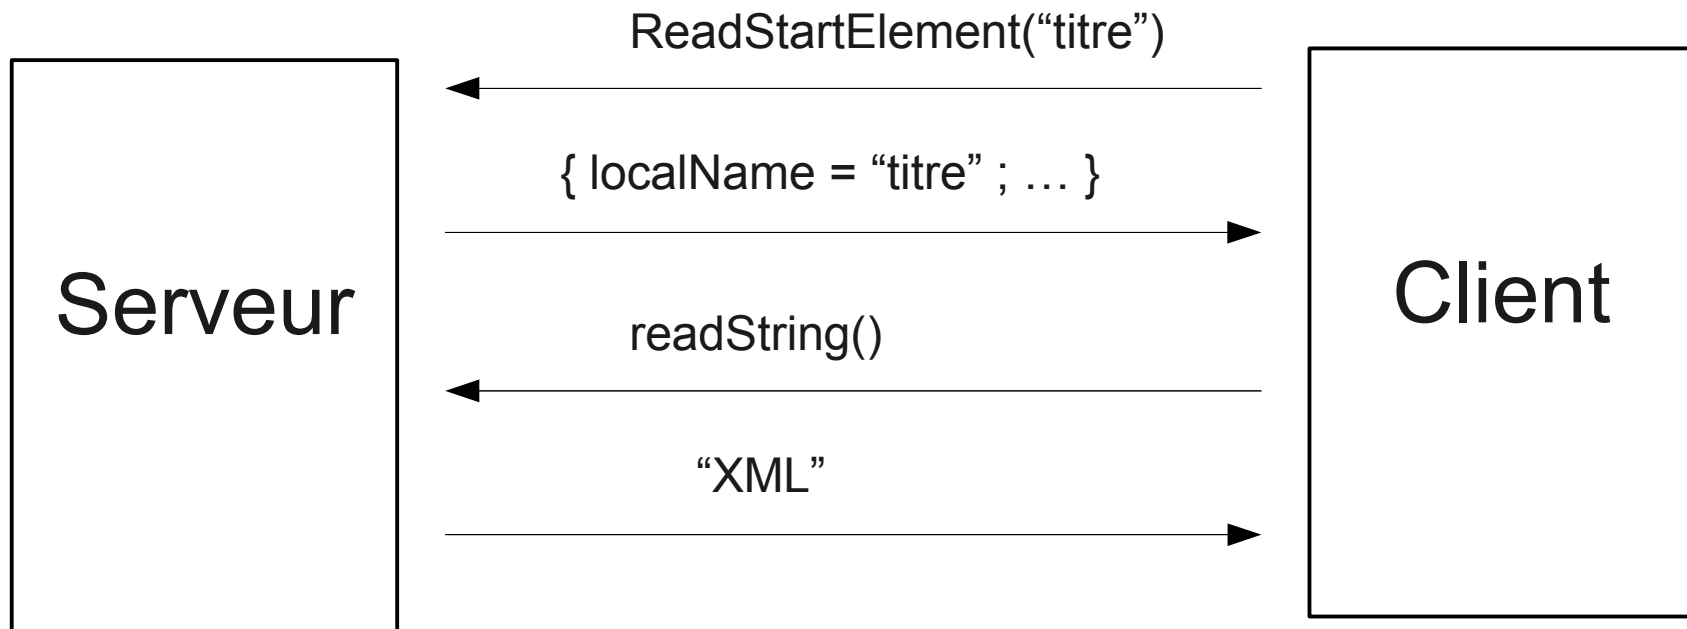 ReadStartElement(“titre”)
{ localName = “titre” ; … }
Serveur
Client
readString()
“XML”